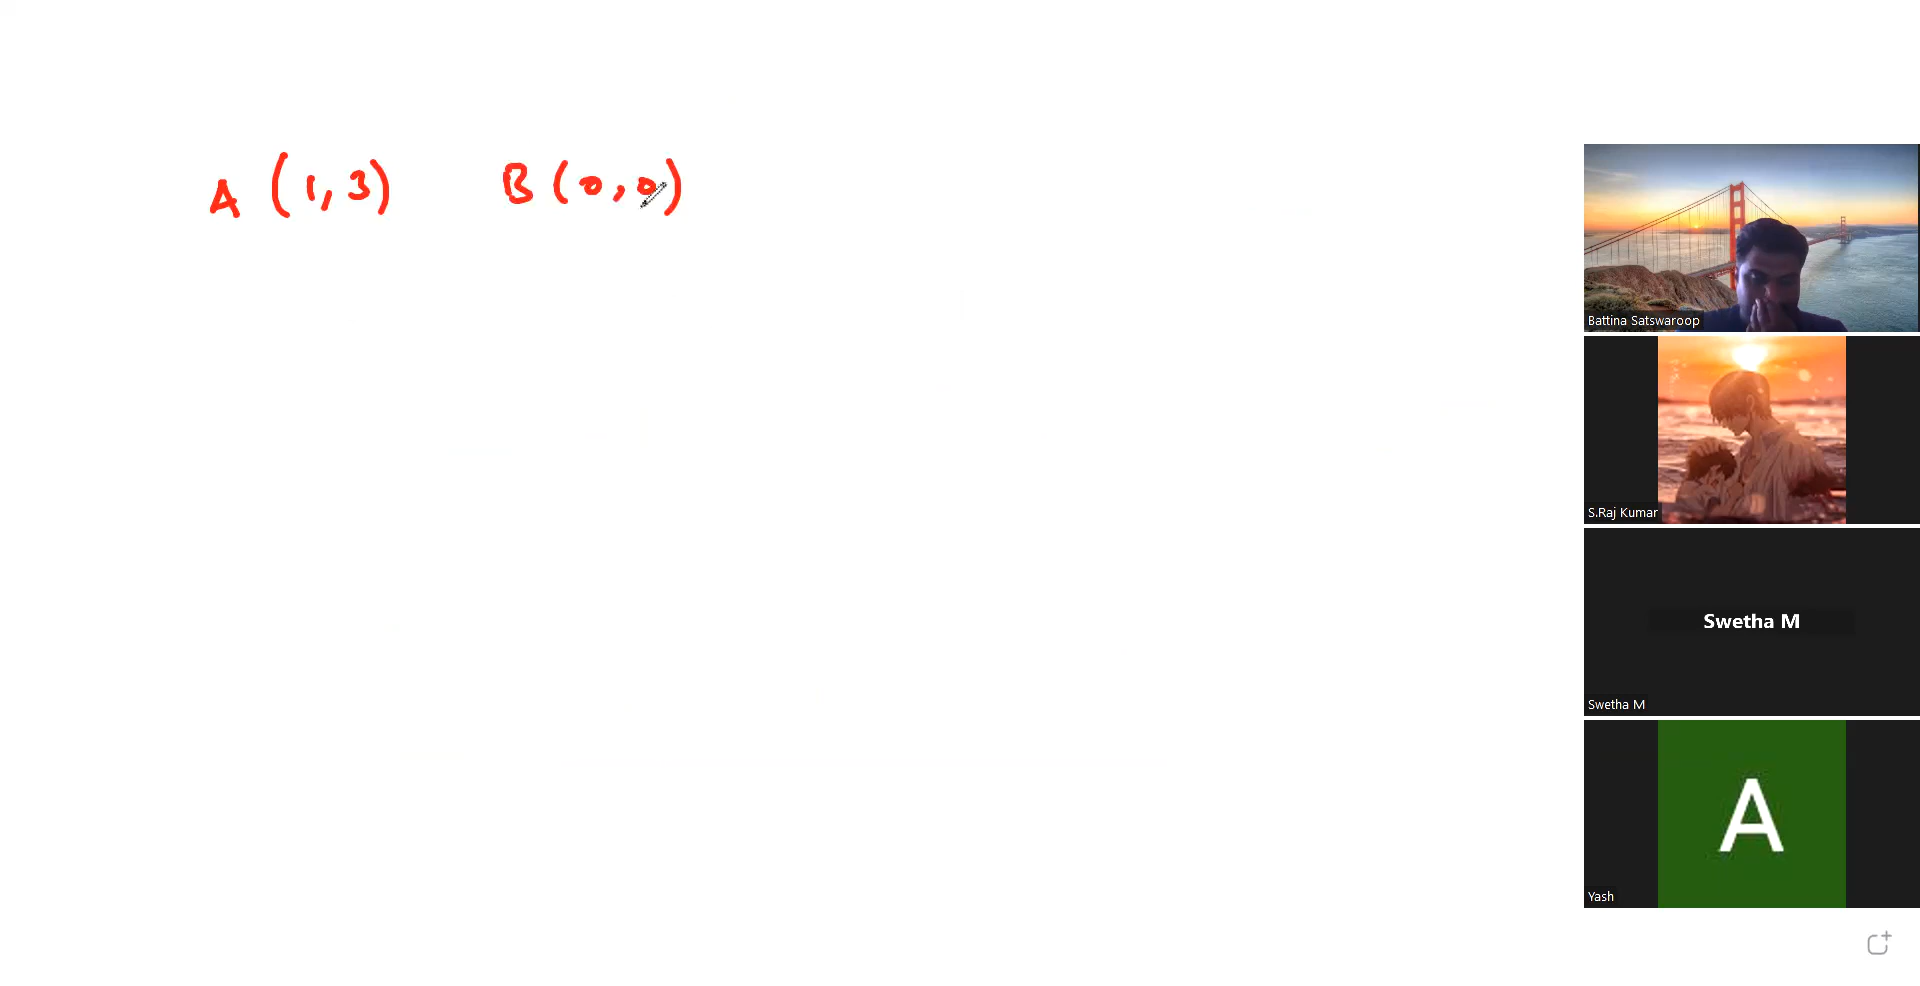 A (1, 3) B (0, 0)
Battina Satswaroop
S.Raj Kumar
Swetha M
Swetha M
A
Yash